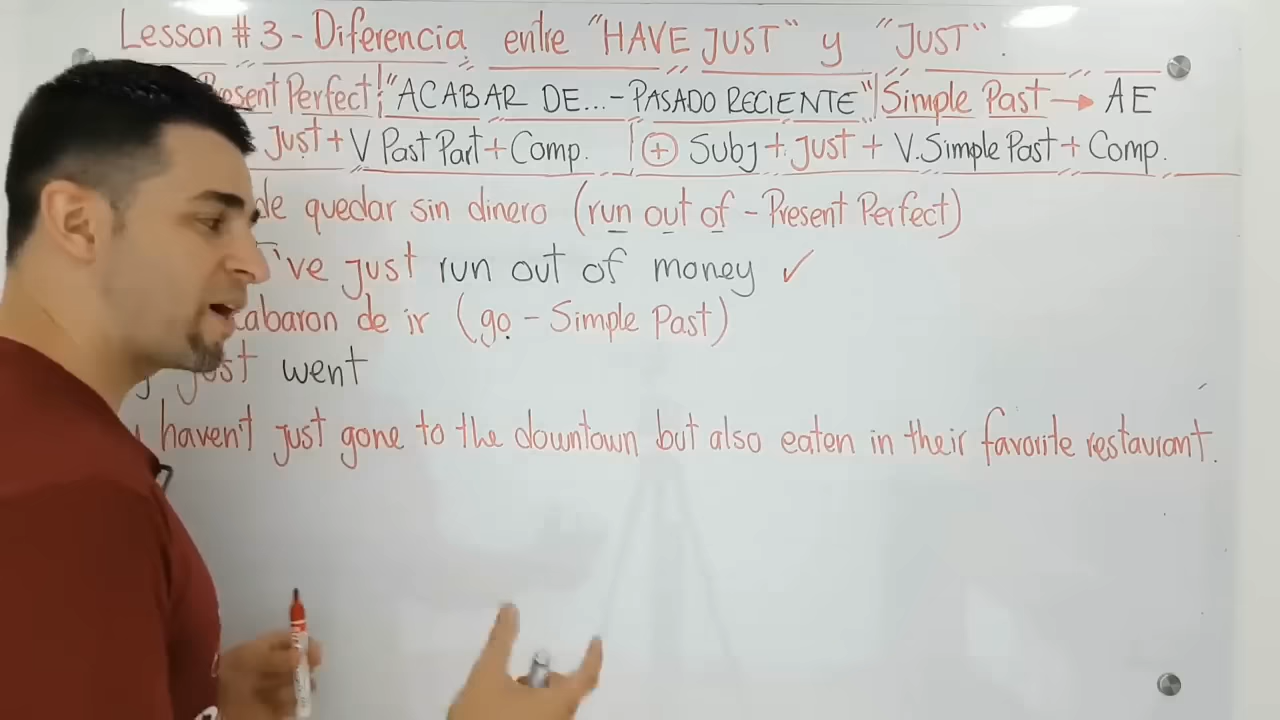 Lesson # 3 - Diferencia entre "HAVE JUST" y "JUST".
Present Perfect "ACABAR DE...-PASADO RECIENTE" Simple Past → AE
Just + V Past Part + Comp. ⊕ Subj + Just + V. Simple Past + Comp.
de quedar sin dinero (run out of - Present Perfect)
I've just run out of money ✓
acabaron de ir (go - Simple Past)
just went
haven't just gone to the downtown but also eaten in their favorite restaurant.